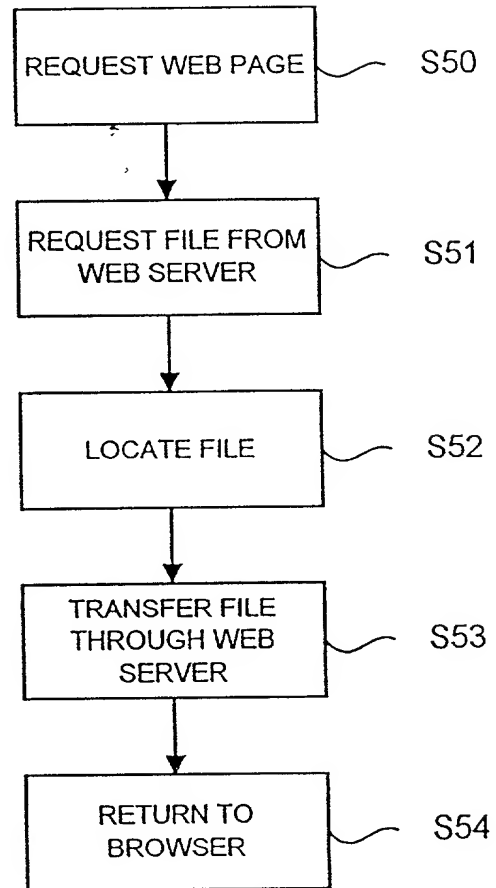 REQUEST WEB PAGE
S50
REQUEST FILE FROM
WEB SERVER
S51
LOCATE FILE
S52
TRANSFER FILE
THROUGH WEB
SERVER
S53
RETURN TO
BROWSER
S54